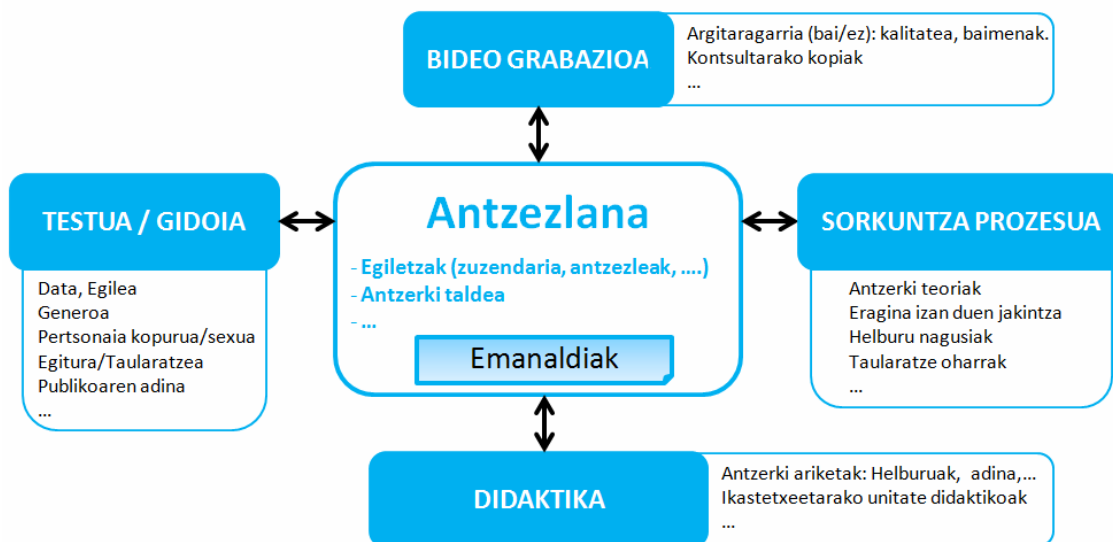 BIDEO GRABAZIOA
Argitaragarria (bai/ez): kalitatea, baimenak.
Kontsultarako kopiak
...
TESTUA / GIDOIA
Data, Egilea
Generoa
Pertsonaia kopurua/sexua
Egitura/Taularatzea
Publikoaren adina
...
Antzezlana
- Egiletzak (zuzendaria, antzezleak, ....)
- Antzerki taldea
- ...
Emanaldiak
SORKUNTZA PROZESUA
Antzerki teoriak
Eragina izan duen jakintza
Helburu nagusiak
Taularatze oharrak
...
DIDAKTIKA
Antzerki ariketak: Helburuak, adina,...
Ikastetxeetarako unitate didaktikoak
...